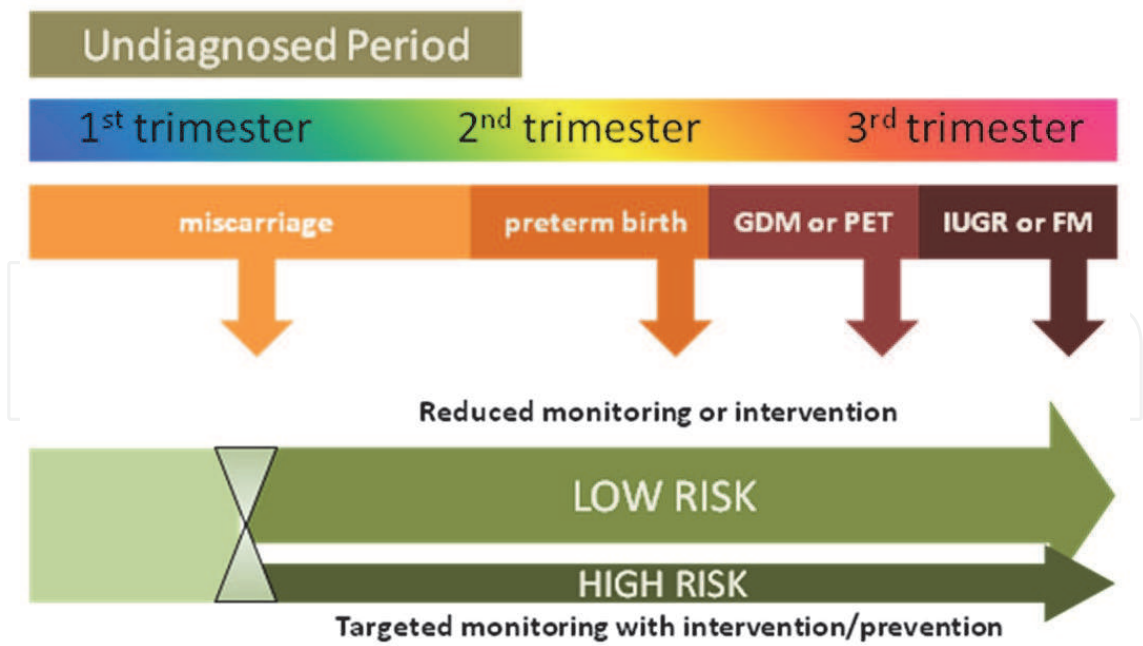 Undiagnosed Period
1st trimester 2nd trimester 3rd trimester
miscarriage preterm birth GDM or PET IUGR or FM
Reduced monitoring or intervention
LOW RISK
HIGH RISK
Targeted monitoring with intervention/prevention